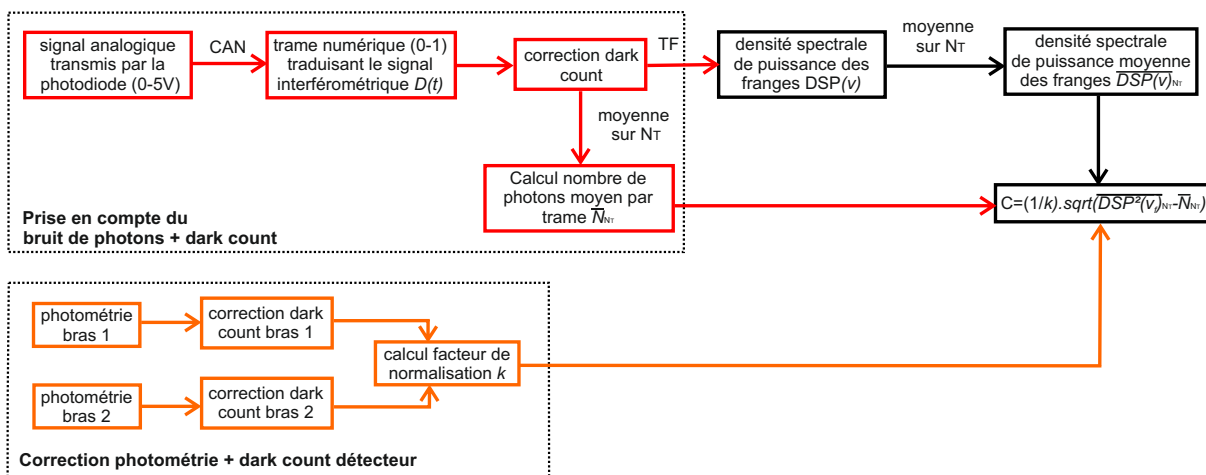 signal analogique
transmis par la
photodiode (0-5V)
CAN
trame numérique (0-1)
traduisant le signal
interférométrique D(t)
correction dark
count
TF
densité spectrale
de puissance des
franges DSP(ν)
moyenne
sur NT
densité spectrale
de puissance moyenne
des franges DSP(ν)NT
moyenne
sur NT
Calcul nombre de
photons moyen par
trame N̅NT
C=(1/k).sqrt(DSP²(νi)NT-N̅NT)
Prise en compte du
bruit de photons + dark count
photométrie
bras 1
correction dark
count bras 1
calcul facteur de
normalisation k
photométrie
bras 2
correction dark
count bras 2
Correction photométrie + dark count détecteur